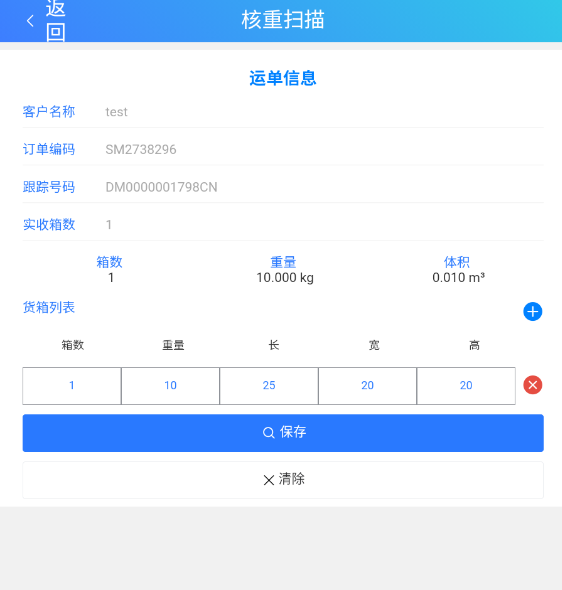 返回
核重扫描
运单信息
客户名称 test
订单编码 SM2738296
跟踪号码 DM0000001798CN
实收箱数 1
箱数 重量 体积
1 10.000 kg 0.010 m³
货箱列表
箱数 重量 长 宽 高
1 10 25 20 20
保存
清除